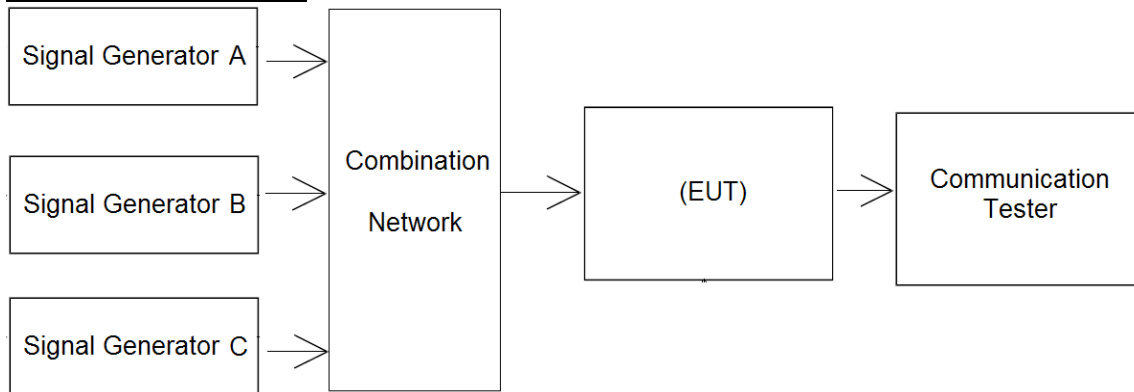 Signal Generator A
Signal Generator B
Signal Generator C
Combination
Network
(EUT)
Communication
Tester